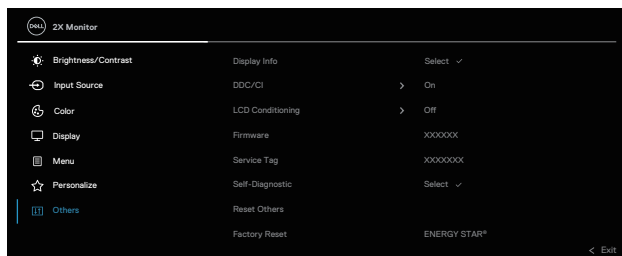 DELL 2X Monitor
Brightness/Contrast Display Info Select ✓
Input Source DDC/CI > On
Color LCD Conditioning > Off
Display Firmware XXXXXX
Menu Service Tag XXXXXXX
Personalize Self-Diagnostic Select ✓
Others Reset Others
Factory Reset ENERGY STAR®
< Exit